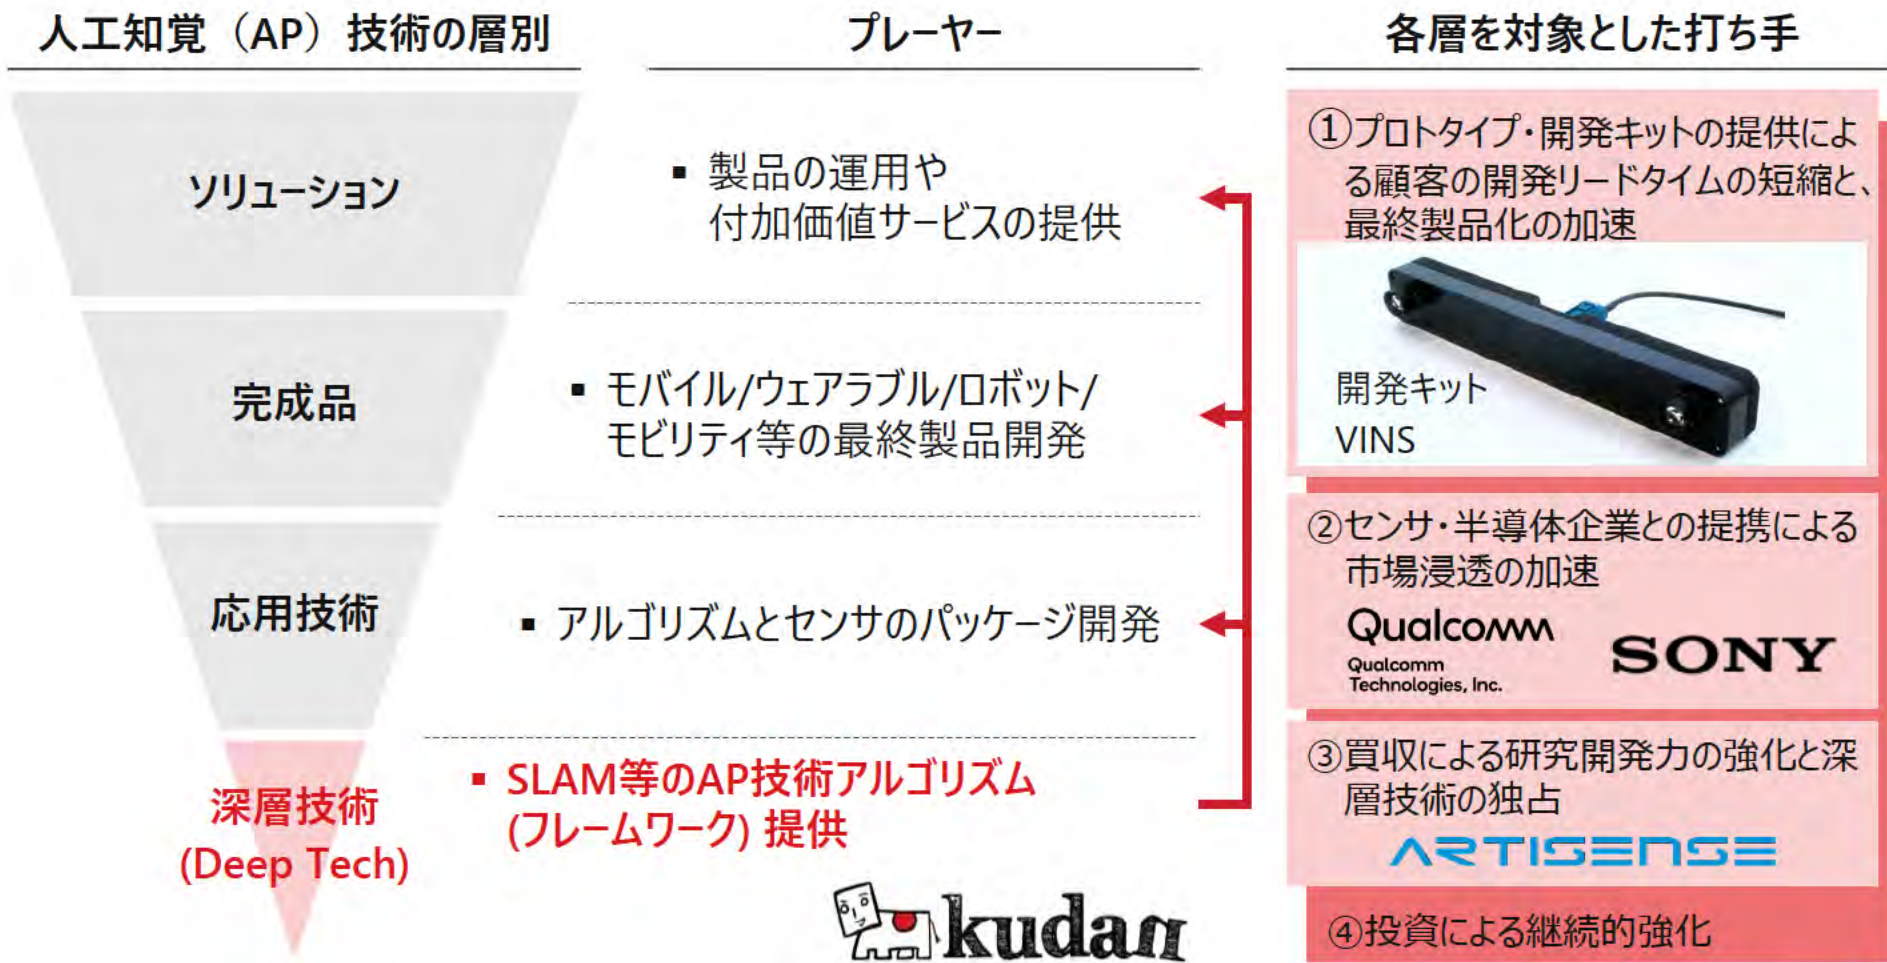 人工知覚（AP）技術の層別
プレーヤー
各層を対象とした打ち手
ソリューション
▪ 製品の運用や
付加価値サービスの提供
①プロトタイプ・開発キットの提供によ
る顧客の開発リードタイムの短縮と、
最終製品化の加速
開発キット
VINS
完成品
▪ モバイル/ウェアラブル/ロボット/
モビリティ等の最終製品開発
応用技術
▪ アルゴリズムとセンサのパッケージ開発
②センサ・半導体企業との提携による
市場浸透の加速
Qualcomm
Qualcomm
Technologies, Inc.
SONY
深層技術
(Deep Tech)
▪ SLAM等のAP技術アルゴリズム
(フレームワーク) 提供
kudan
③買収による研究開発力の強化と深
層技術の独占
ARTISENSE
④投資による継続的強化